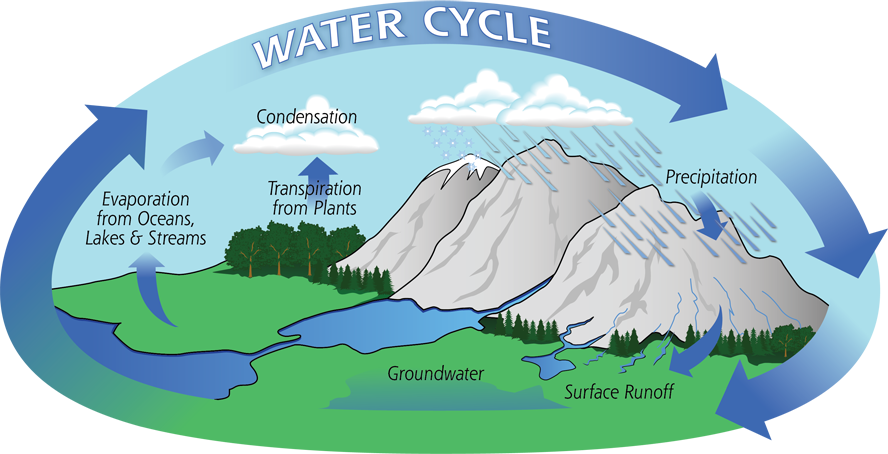 WATER CYCLE
Condensation
Transpiration
from Plants
Evaporation
from Oceans,
Lakes & Streams
Precipitation
Groundwater
Surface Runoff